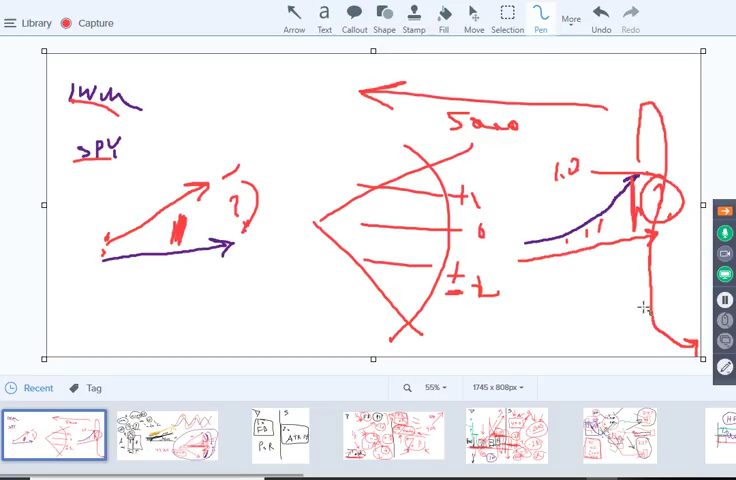 Library
Capture
Arrow
Text
Callout
Shape
Stamp
Fill
Move
Selection
Pen
More
Undo
Redo
IWM
SPY
?
5000
+1
0
± 2
1.0
?
Recent
Tag
55%
1745 x 808px